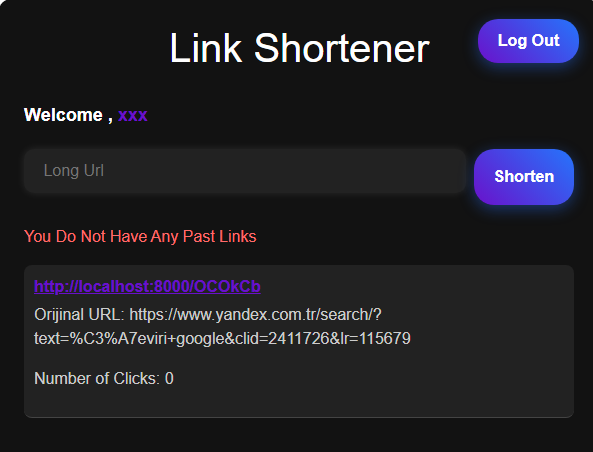 Link Shortener
Log Out
Welcome , xxx
Long Url
Shorten
You Do Not Have Any Past Links
http://localhost:8000/OCOkCb
Orijinal URL: https://www.yandex.com.tr/search/?
text=%C3%A7eviri+google&clid=2411726&lr=115679
Number of Clicks: 0